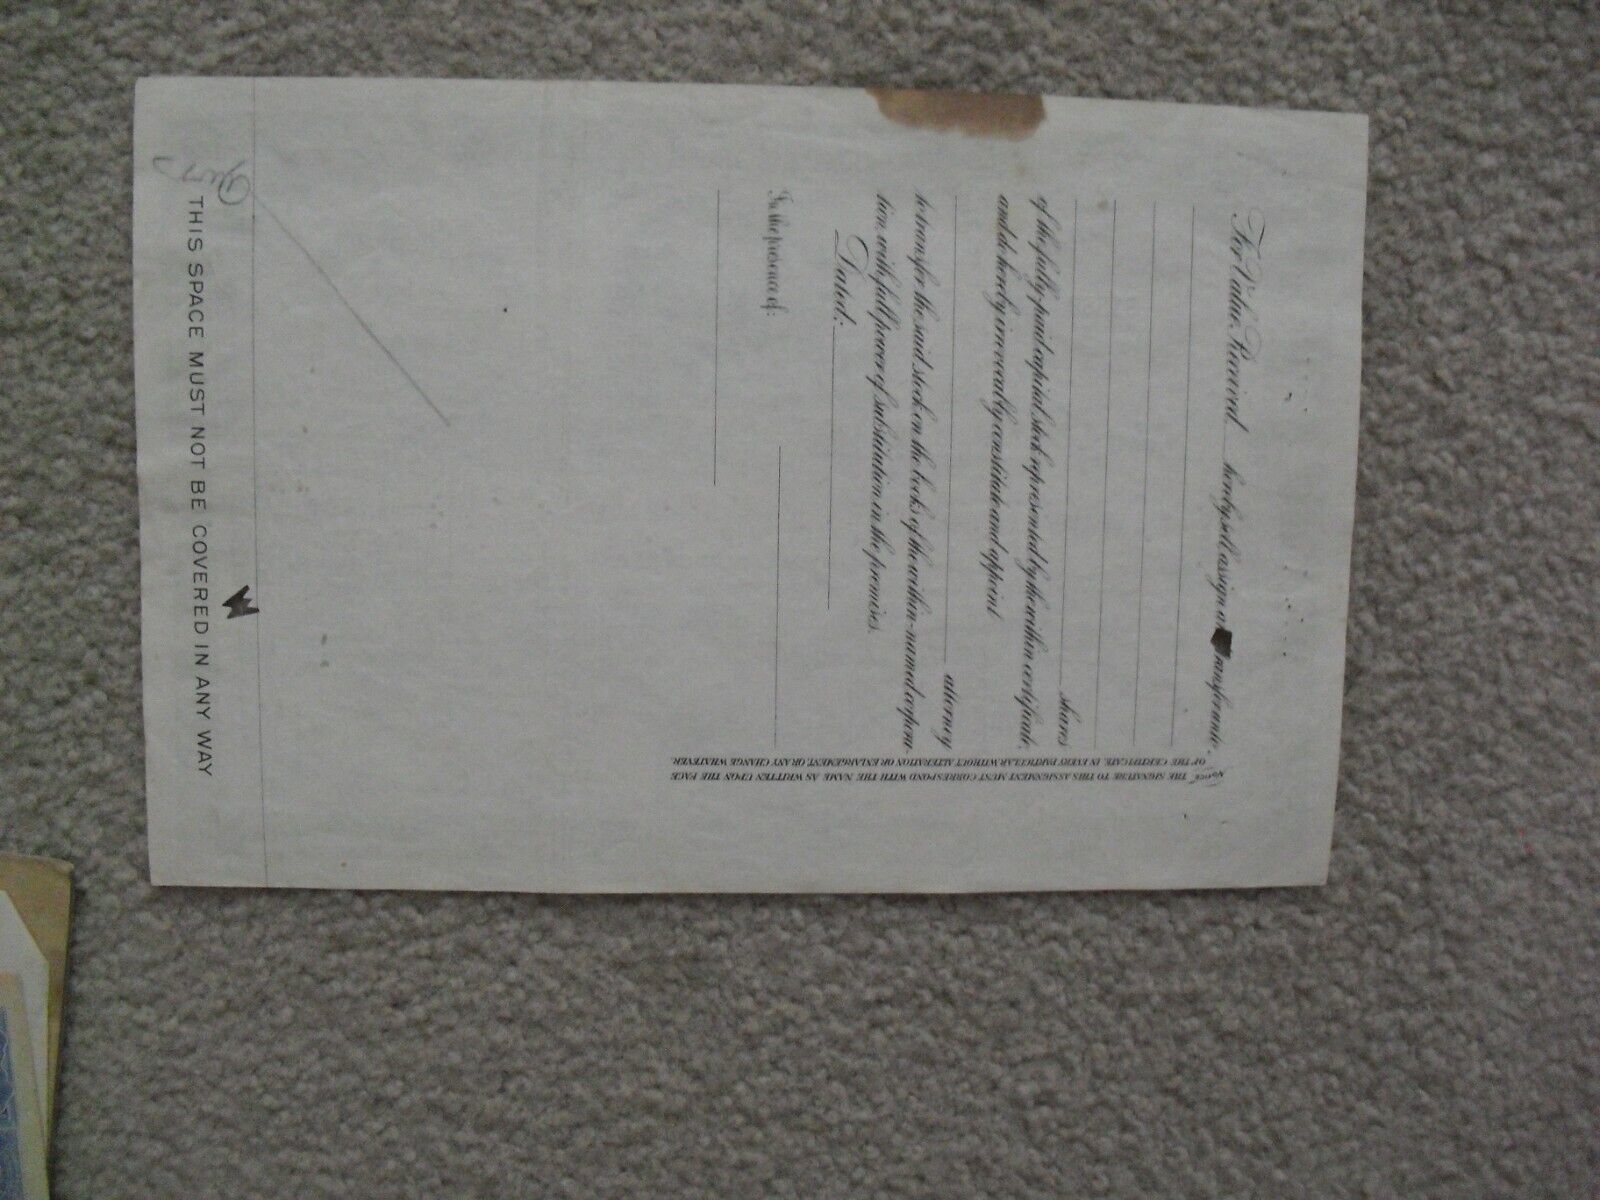 For Value Received hereby sell, assign and transfer unto
shares
of the fully paid capital stock represented by the within certificate,
and do hereby irrevocably constitute and appoint
attorney
to transfer the said stock on the books of the within-named corpora-
tion, with full power of substitution in the premises.
Dated:
In the presence of:
NOTICE: THE SIGNATURE TO THIS ASSIGNMENT MUST CORRESPOND WITH THE NAME AS WRITTEN UPON THE FACE
OF THE CERTIFICATE, IN EVERY PARTICULAR, WITHOUT ALTERATION OR ENLARGEMENT, OR ANY CHANGE WHATEVER.
THIS SPACE MUST NOT BE COVERED IN ANY WAY